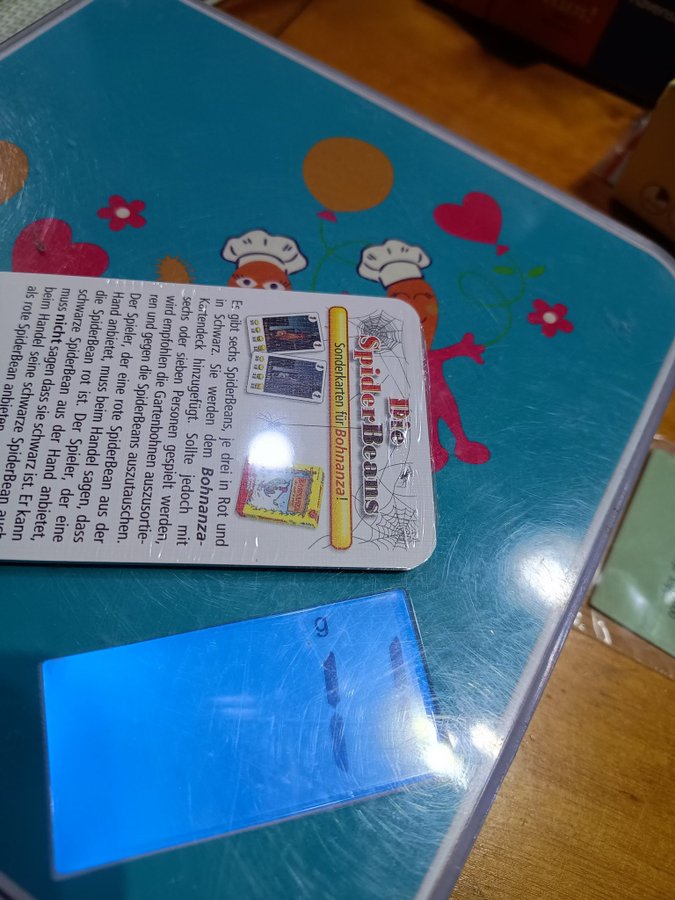 Die
SpiderBeans
Sonderkarten für Bohnanza!
Es gibt sechs SpiderBeans, je drei in Rot und
in Schwarz. Sie werden dem Bohnanza-
Kartendeck hinzugefügt. Sollte jedoch mit
sechs oder sieben Personen gespielt werden,
wird empfohlen die Gartenbohnen auszusortie-
ren und gegen die SpiderBeans auszutauschen.
Der Spieler, der eine rote SpiderBean aus der
Hand anbietet, muss beim Handel sagen, dass
die SpiderBean rot ist. Der Spieler, der eine
schwarze SpiderBean aus der Hand anbietet,
muss nicht sagen dass sie schwarz ist. Er kann
beim Handel seine schwarze SpiderBean auch
als rote SpiderBean anbieten.
g